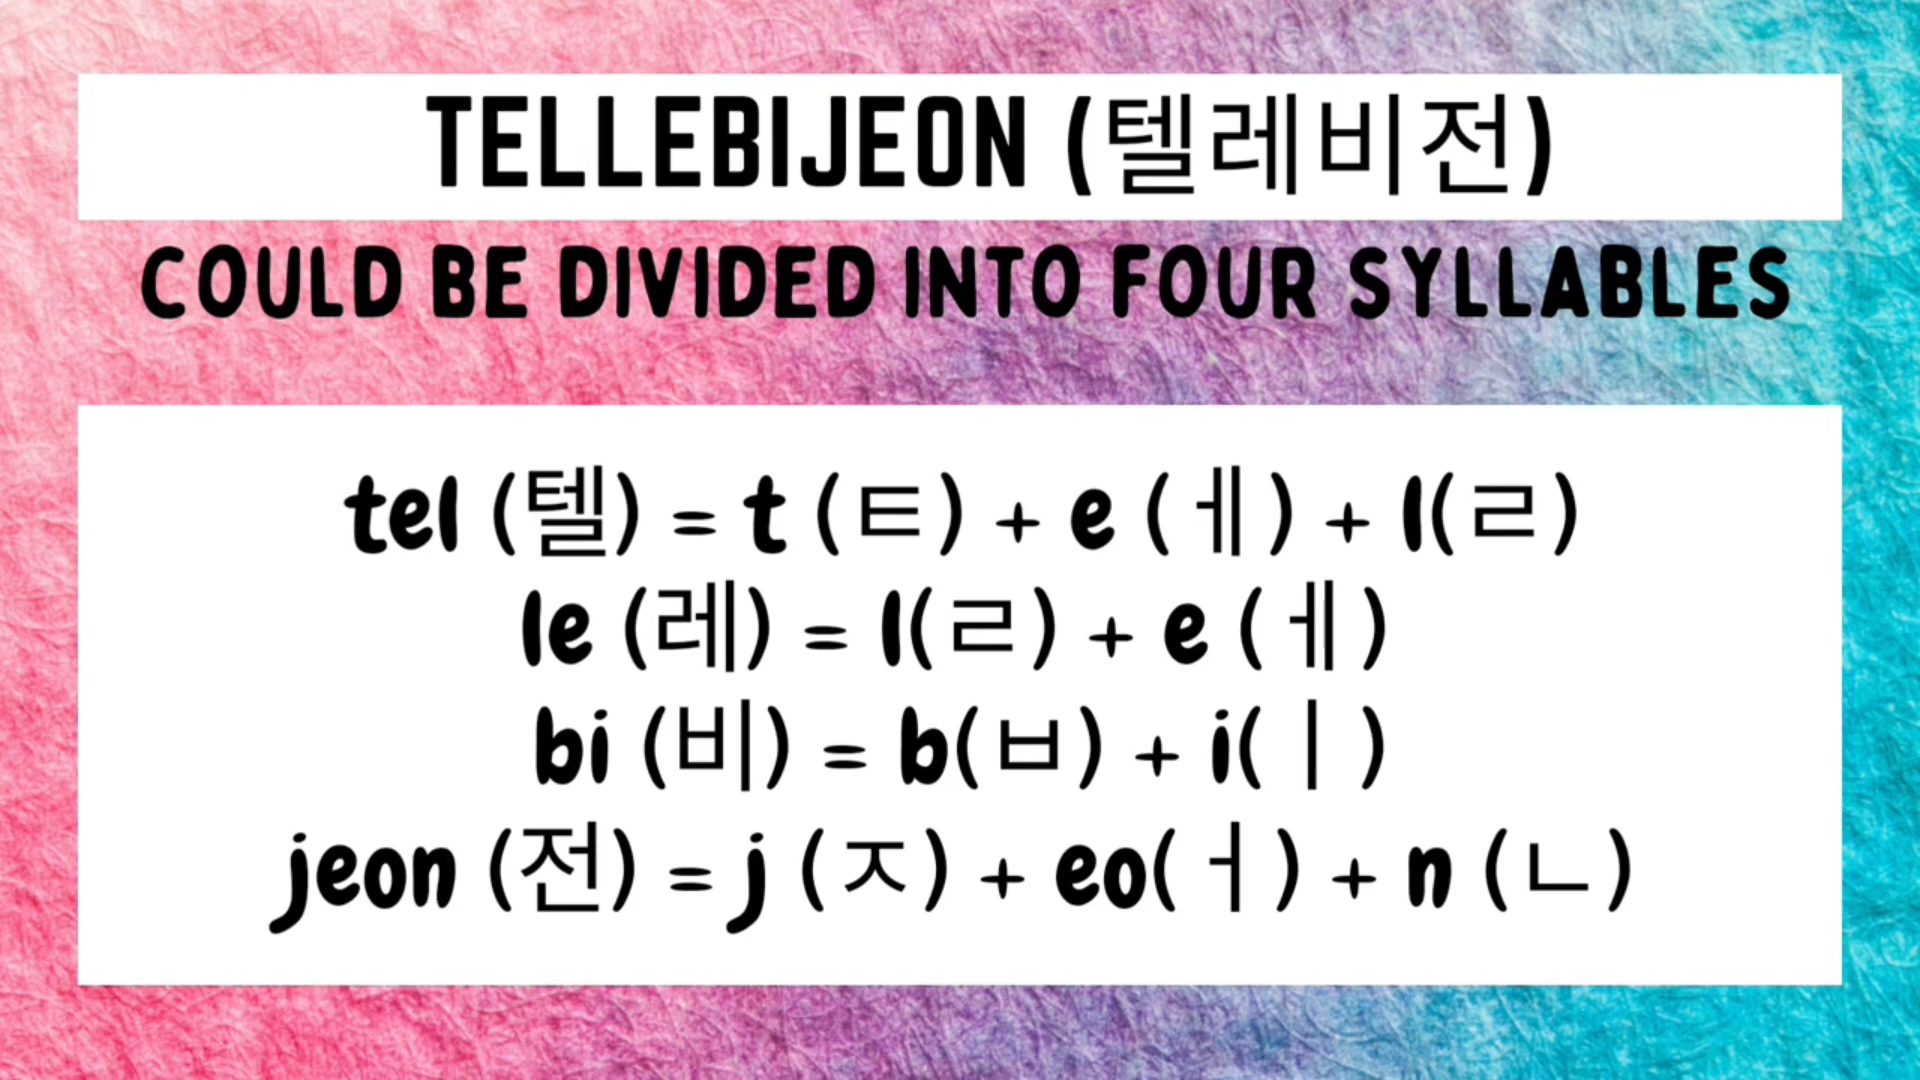 TELLEBIJEON (텔레비전)
COULD BE DIVIDED INTO FOUR SYLLABLES
tel (텔) = t (ㅌ) + e (ㅔ) + l(ㄹ)
le (레) = l(ㄹ) + e (ㅔ)
bi (비) = b(ㅂ) + i(ㅣ)
jeon (전) = j (ㅈ) + eo(ㅓ) + n (ㄴ)